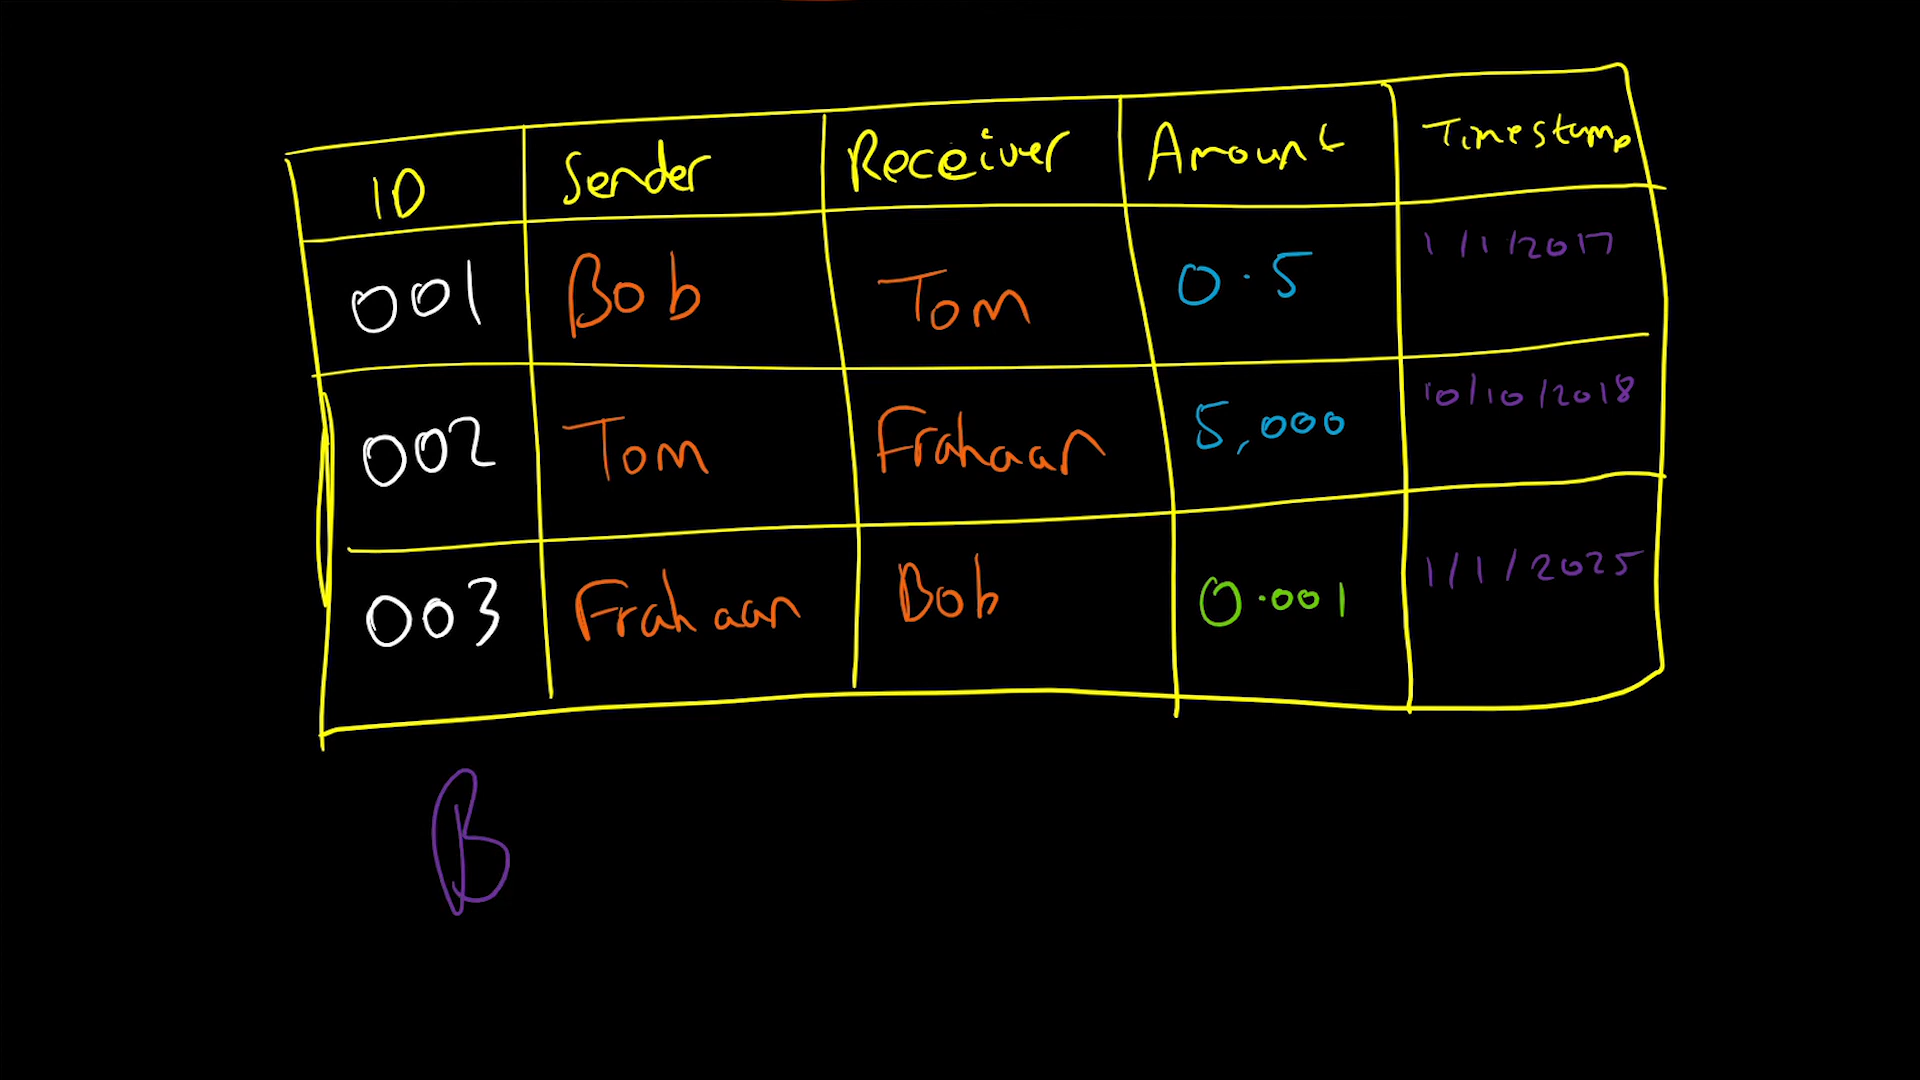 ID Sender Receiver Amount Timestamp
001 Bob Tom 0.5 1/1/2017
002 Tom Frahaan 5,000 10/10/2018
003 Frahaan Bob 0.001 1/1/2025
B